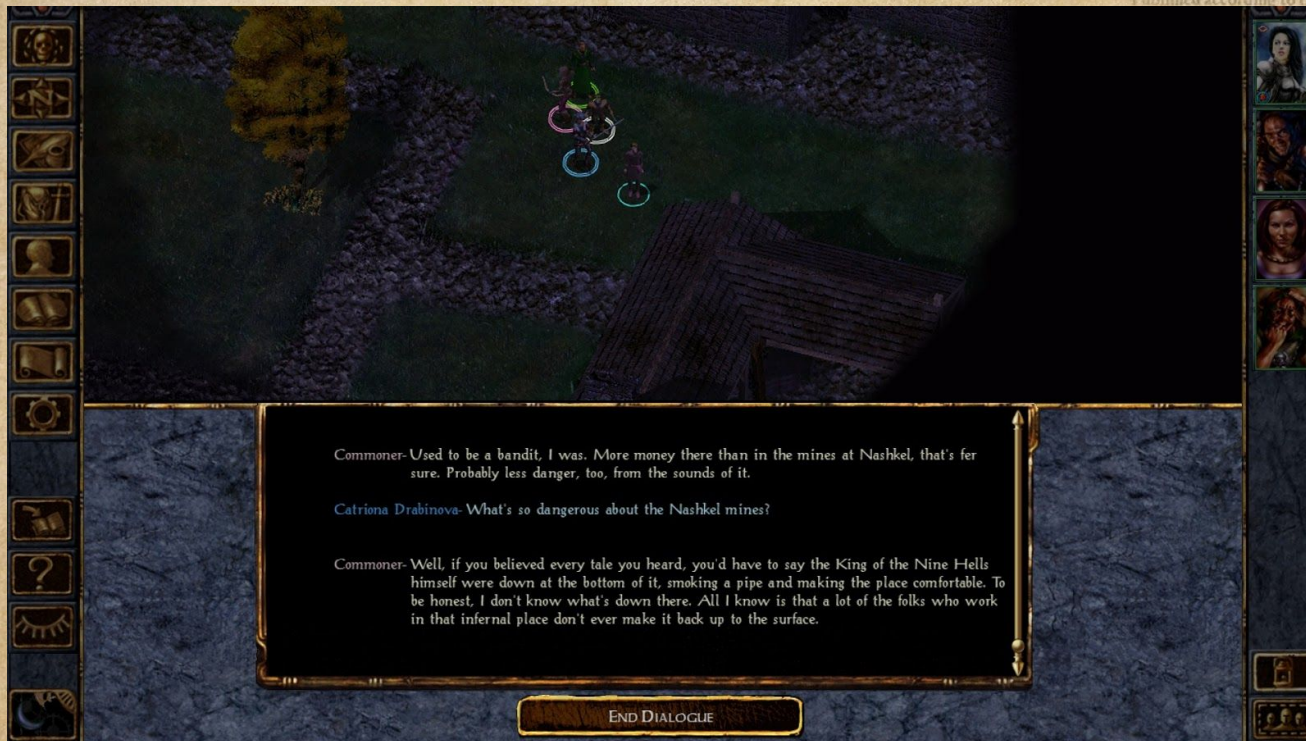 Commoner- Used to be a bandit, I was. More money there than in the mines at Nashkel, that's fer
sure. Probably less danger, too, from the sounds of it.
Catriona Drabinova- What's so dangerous about the Nashkel mines?
Commoner- Well, if you believed every tale you heard, you'd have to say the King of the Nine Hells
himself were down at the bottom of it, smoking a pipe and making the place comfortable. To
be honest, I don't know what's down there. All I know is that a lot of the folks who work
in that infernal place don't ever make it back up to the surface.
END DIALOGUE